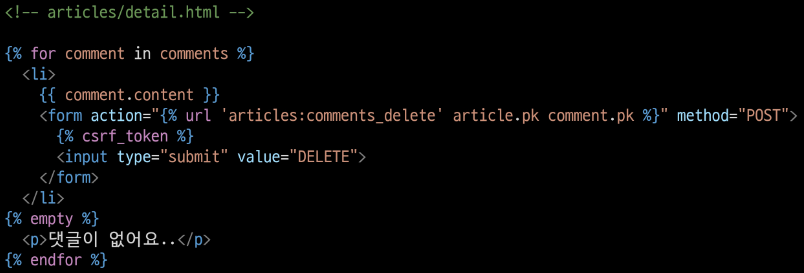 <!-- articles/detail.html -->
{% for comment in comments %}
<li>
{{ comment.content }}
<form action="{% url 'articles:comments_delete' article.pk comment.pk %}" method="POST">
{% csrf_token %}
<input type="submit" value="DELETE">
</form>
</li>
{% empty %}
<p>댓글이 없어요..</p>
{% endfor %}